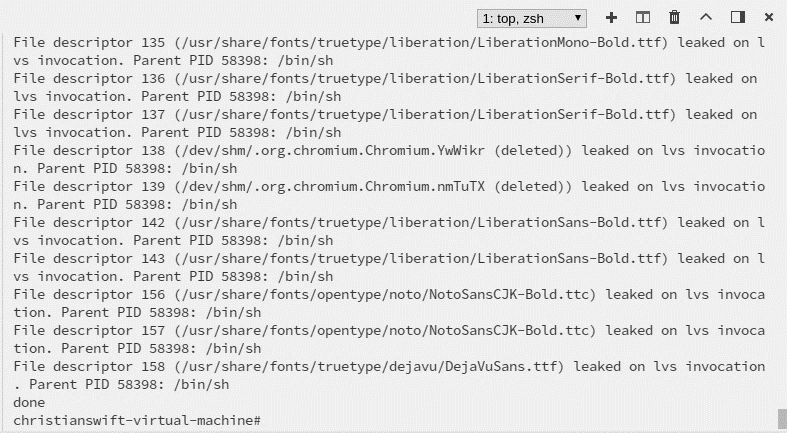 1: top, zsh
File descriptor 135 (/usr/share/fonts/truetype/liberation/LiberationMono-Bold.ttf) leaked on l
vs invocation. Parent PID 58398: /bin/sh
File descriptor 136 (/usr/share/fonts/truetype/liberation/LiberationSerif-Bold.ttf) leaked on
lvs invocation. Parent PID 58398: /bin/sh
File descriptor 137 (/usr/share/fonts/truetype/liberation/LiberationSerif-Bold.ttf) leaked on
lvs invocation. Parent PID 58398: /bin/sh
File descriptor 138 (/dev/shm/.org.chromium.Chromium.YwWikr (deleted)) leaked on lvs invocatio
n. Parent PID 58398: /bin/sh
File descriptor 139 (/dev/shm/.org.chromium.Chromium.nmTuTX (deleted)) leaked on lvs invocatio
n. Parent PID 58398: /bin/sh
File descriptor 142 (/usr/share/fonts/truetype/liberation/LiberationSans-Bold.ttf) leaked on l
vs invocation. Parent PID 58398: /bin/sh
File descriptor 143 (/usr/share/fonts/truetype/liberation/LiberationSans-Bold.ttf) leaked on l
vs invocation. Parent PID 58398: /bin/sh
File descriptor 156 (/usr/share/fonts/opentype/noto/NotoSansCJK-Bold.ttc) leaked on lvs invoca
tion. Parent PID 58398: /bin/sh
File descriptor 157 (/usr/share/fonts/opentype/noto/NotoSansCJK-Bold.ttc) leaked on lvs invoca
tion. Parent PID 58398: /bin/sh
File descriptor 158 (/usr/share/fonts/truetype/dejavu/DejaVuSans.ttf) leaked on lvs invocation
. Parent PID 58398: /bin/sh
done
christianswift-virtual-machine#